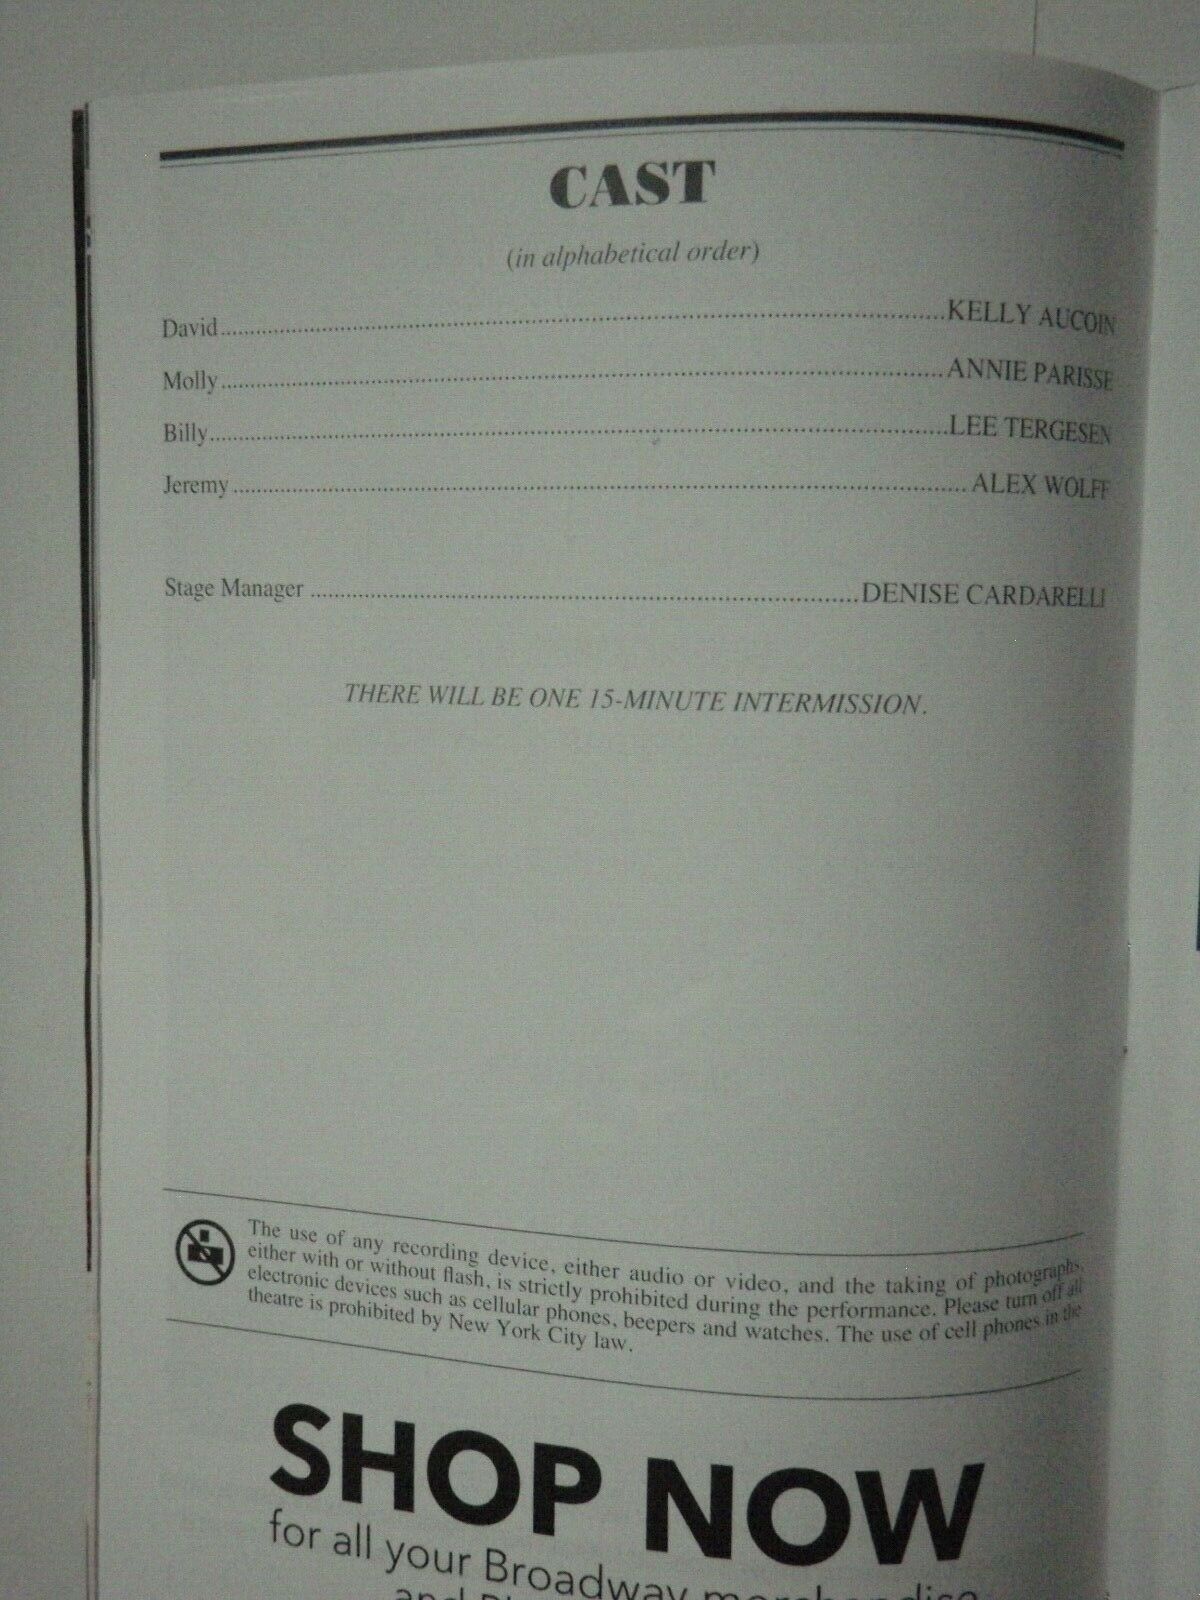 CAST
(in alphabetical order)
David........................KELLY AUCOIN
Molly........................ANNIE PARISSE
Billy........................LEE TERGESEN
Jeremy........................ALEX WOLFF
Stage Manager ........................DENISE CARDARELLI
THERE WILL BE ONE 15-MINUTE INTERMISSION.
The use of any recording device, either audio or video, and the taking of photographs,
either with or without flash, is strictly prohibited during the performance. Please turn off all
electronic devices such as cellular phones, beepers and watches. The use of cell phones in the
theatre is prohibited by New York City law.
SHOP NOW
for all your Broadway merchandise
and